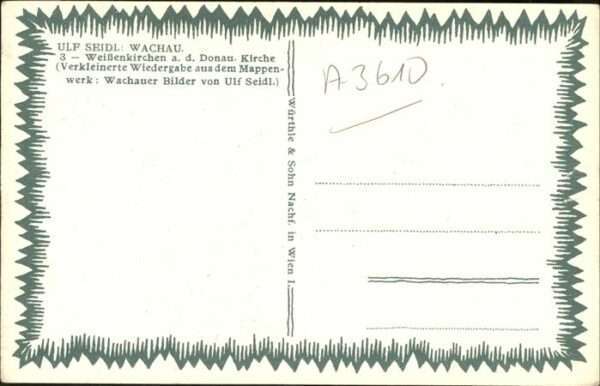 ULF SEIDL: WACHAU.
3 — Weißenkirchen a. d. Donau. Kirche
(Verkleinerte Wiedergabe aus dem Mappen-
werk: Wachauer Bilder von Ulf Seidl.)
Würthle & Sohn Nachf. in Wien I.
A3610